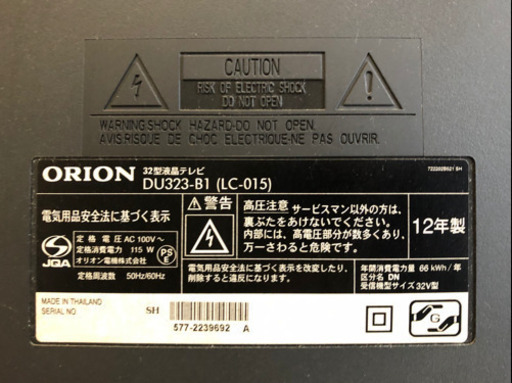 CAUTION
RISK OF ELECTRIC SHOCK
DO NOT OPEN
WARNING:SHOCK HAZARD-DO NOT OPEN.
AVIS:RISQUE DE CHOC ELECTRIQUE-NE PAS OUVRIR.
ORION
32型液晶テレビ
DU323-B1 (LC-015)
電気用品安全法に基づく表示
JQA
定格電圧 AC 100V~
定格消費電力 115 W
オリオン電機株式会社
定格周波数 50Hz/60Hz
PS
E
警告
高圧注意 サービスマン以外の方は、
裏ぶたをあけないでください。
内部には、高電圧部分が数多くあり、
万一さわると危険です。
電気用品安全法に基づく表示を改変したり、
削除すると違反になります。
12年製
年間消費電力量 66 kWh/年
区分名 DN
受信機型サイズ 32V型
MADE IN THAILAND
SERIAL NO
SH
577-2239692 A
G